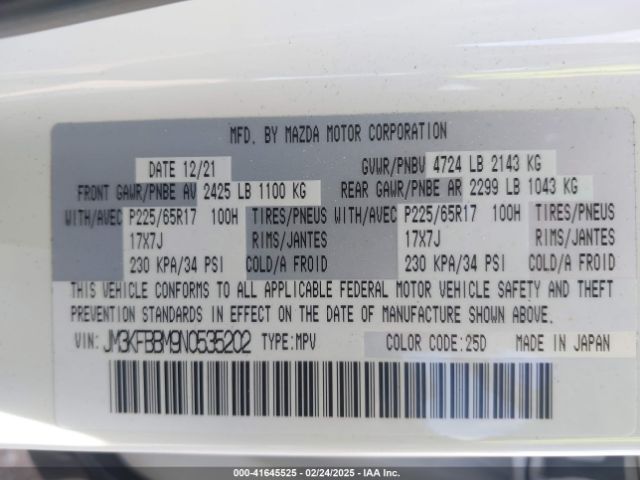 MFD. BY MAZDA MOTOR CORPORATION
DATE 12/21 GVWR/PNBV 4724 LB 2143 KG
FRONT GAWR/PNBE AV 2425 LB 1100 KG REAR GAWR/PNBE AR 2299 LB 1043 KG
WITH/AVEC P225/65R17 100H TIRES/PNEUS WITH/AVEC P225/65R17 100H TIRES/PNEUS
17X7J RIMS/JANTES 17X7J RIMS/JANTES
230 KPA/34 PSI COLD/A FROID 230 KPA/34 PSI COLD/A FROID
THIS VEHICLE CONFORMS TO ALL APPLICABLE FEDERAL MOTOR VEHICLE SAFETY AND THEFT
PREVENTION STANDARDS IN EFFECT ON THE DATE OF MANUFACTURE SHOWN ABOVE.
VIN: JM3KFBBM9N0535202 TYPE: MPV COLOR CODE: 25D MADE IN JAPAN
000-41645525 - 02/24/2025 - IAA Inc.